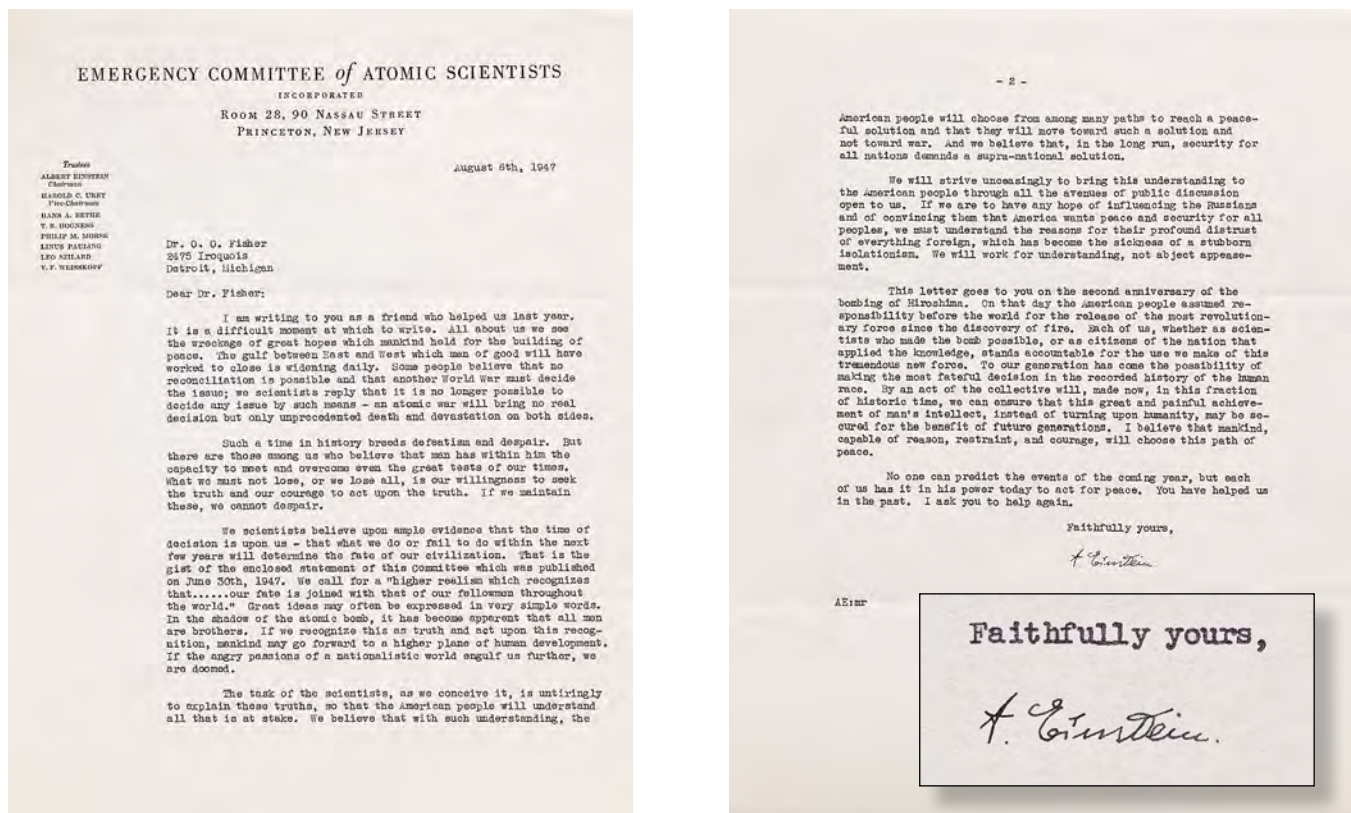 EMERGENCY COMMITTEE of ATOMIC SCIENTISTS
INCORPORATED
ROOM 28, 90 NASSAU STREET
PRINCETON, NEW JERSEY
August 6th, 1947
Trustees
ALBERT EINSTEIN
Chairman
HAROLD C. UREY
Vice-Chairman
HANS A. BETHE
T. R. HOGNESS
PHILIP M. MORSE
LINUS PAULING
LEO SZILARD
V. F. WEISSKOPF
Dr. O. O. Fisher
2475 Iroquois
Detroit, Michigan
Dear Dr. Fisher:
I am writing to you as a friend who helped us last year.
It is a difficult moment at which to write. All about us we see
the wreckage of great hopes which mankind held for the building of
peace. The gulf between East and West which men of good will have
worked to close is widening daily. Some people believe that no
reconciliation is possible and that another World War must decide
the issue; we scientists reply that it is no longer possible to
decide any issue by such means - an atomic war will bring no real
decision but only unprecedented death and devastation on both sides.
Such a time in history breeds defeatism and despair. But
there are those among us who believe that man has within him the
capacity to meet and overcome even the great tests of our times.
What we must not lose, or we lose all, is our willingness to seek
the truth and our courage to act upon the truth. If we maintain
these, we cannot despair.
We scientists believe upon ample evidence that the time of
decision is upon us - that what we do or fail to do within the next
few years will determine the fate of our civilization. That is the
gist of the enclosed statement of this Committee which was published
on June 30th, 1947. We call for a "higher realism which recognizes
that......our fate is joined with that of our fellowmen throughout
the world." Great ideas may often be expressed in very simple words.
In the shadow of the atomic bomb, it has become apparent that all men
are brothers. If we recognize this as truth and act upon this recog-
nition, mankind may go forward to a higher plane of human development.
If the angry passions of a nationalistic world engulf us further, we
are doomed.
The task of the scientists, as we conceive it, is untiringly
to explain these truths, so that the American people will understand
all that is at stake. We believe that with such understanding, the
- 2 -
American people will choose from among many paths to reach a peace-
ful solution and that they will move toward such a solution and
not toward war. And we believe that, in the long run, security for
all nations demands a supra-national solution.
We will strive unceasingly to bring this understanding to
the American people through all the avenues of public discussion
open to us. If we are to have any hope of influencing the Russians
and of convincing them that America wants peace and security for all
peoples, we must understand the reasons for their profound distrust
of everything foreign, which has become the sickness of a stubborn
isolationism. We will work for understanding, not abject appease-
ment.
This letter goes to you on the second anniversary of the
bombing of Hiroshima. On that day the American people assumed re-
sponsibility before the world for the release of the most revolution-
ary force since the discovery of fire. Each of us, whether as scien-
tists who made the bomb possible, or as citizens of the nation that
applied the knowledge, stands accountable for the use we make of this
tremendous new force. To our generation has come the possibility of
making the most fateful decision in the recorded history of the human
race. By an act of the collective will, made now, in this fraction
of historic time, we can ensure that this great and painful achieve-
ment of man's intellect, instead of turning upon humanity, may be se-
cured for the benefit of future generations. I believe that mankind,
capable of reason, restraint, and courage, will choose this path of
peace.
No one can predict the events of the coming year, but each
of us has it in his power today to act for peace. You have helped us
in the past. I ask you to help again.
Faithfully yours,
A. Einstein
AE:mr
Faithfully yours,
A. Einstein.